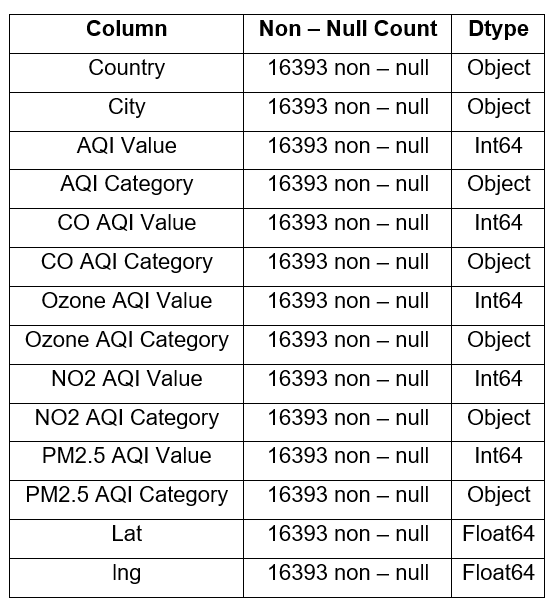 Column Non – Null Count Dtype
Country 16393 non – null Object
City 16393 non – null Object
AQI Value 16393 non – null Int64
AQI Category 16393 non – null Object
CO AQI Value 16393 non – null Int64
CO AQI Category 16393 non – null Object
Ozone AQI Value 16393 non – null Int64
Ozone AQI Category 16393 non – null Object
NO2 AQI Value 16393 non – null Int64
NO2 AQI Category 16393 non – null Object
PM2.5 AQI Value 16393 non – null Int64
PM2.5 AQI Category 16393 non – null Object
Lat 16393 non – null Float64
lng 16393 non – null Float64